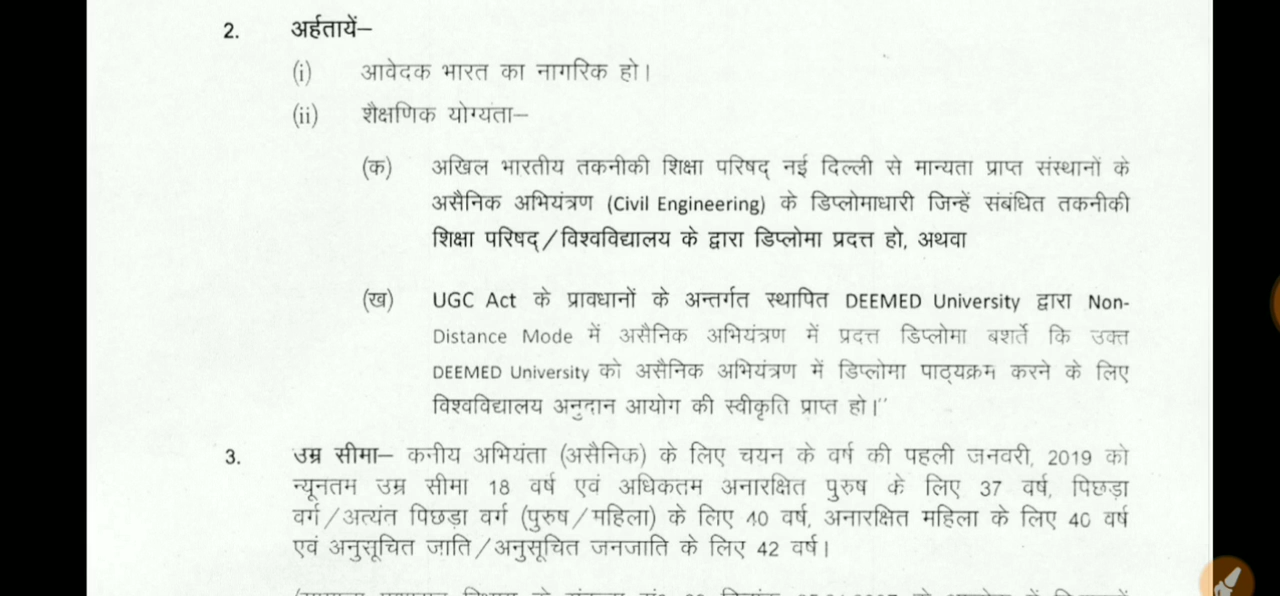 2. अर्हतायें–
(i) आवेदक भारत का नागरिक हो।
(ii) शैक्षणिक योग्यता–
(क) अखिल भारतीय तकनीकी शिक्षा परिषद् नई दिल्ली से मान्यता प्राप्त संस्थानों के
असैनिक अभियंत्रण (Civil Engineering) के डिप्लोमाधारी जिन्हें संबंधित तकनीकी
शिक्षा परिषद्/विश्वविद्यालय के द्वारा डिप्लोमा प्रदत्त हो, अथवा
(ख) UGC Act के प्रावधानों के अन्तर्गत स्थापित DEEMED University द्वारा Non-
Distance Mode में असैनिक अभियंत्रण में प्रदत्त डिप्लोमा बशर्ते कि उक्त
DEEMED University को असैनिक अभियंत्रण में डिप्लोमा पाठ्यक्रम करने के लिए
विश्वविद्यालय अनुदान आयोग की स्वीकृति प्राप्त हो।''
3. उम्र सीमा– कनीय अभियंता (असैनिक) के लिए चयन के वर्ष की पहली जनवरी, 2019 को
न्यूनतम उम्र सीमा 18 वर्ष एवं अधिकतम अनारक्षित पुरुष के लिए 37 वर्ष, पिछड़ा
वर्ग/अत्यंत पिछड़ा वर्ग (पुरुष/महिला) के लिए 40 वर्ष, अनारक्षित महिला के लिए 40 वर्ष
एवं अनुसूचित जाति/अनुसूचित जनजाति के लिए 42 वर्ष।